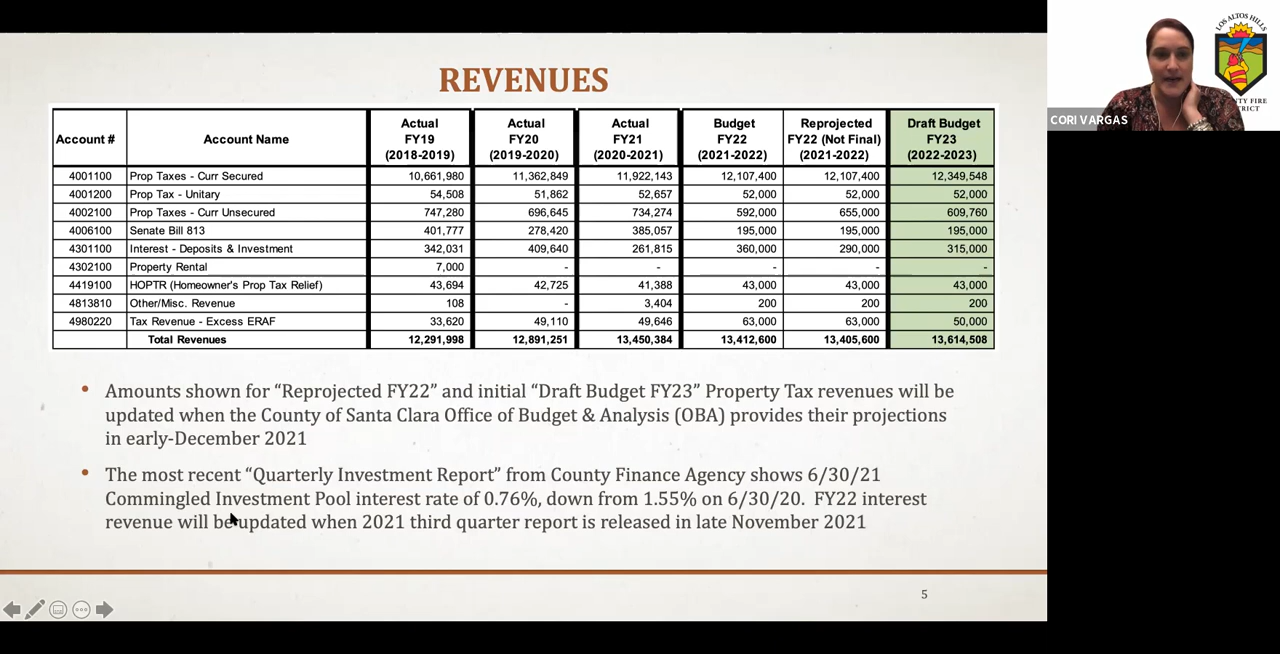 REVENUES
Account # Account Name Actual FY19 (2018-2019) Actual FY20 (2019-2020) Actual FY21 (2020-2021) Budget FY22 (2021-2022) Reprojected FY22 (Not Final) (2021-2022) Draft Budget FY23 (2022-2023)
4001100 Prop Taxes - Curr Secured 10,661,980 11,362,849 11,922,143 12,107,400 12,107,400 12,349,548
4001200 Prop Tax - Unitary 54,508 51,862 52,657 52,000 52,000 52,000
4002100 Prop Taxes - Curr Unsecured 747,280 696,645 734,274 592,000 655,000 609,760
4006100 Senate Bill 813 401,777 278,420 385,057 195,000 195,000 195,000
4301100 Interest - Deposits & Investment 342,031 409,640 261,815 360,000 290,000 315,000
4302100 Property Rental 7,000 - - - - -
4419100 HOPTR (Homeowner's Prop Tax Relief) 43,694 42,725 41,388 43,000 43,000 43,000
4813810 Other/Misc. Revenue 108 - 3,404 200 200 200
4980220 Tax Revenue - Excess ERAF 33,620 49,110 49,646 63,000 63,000 50,000
Total Revenues 12,291,998 12,891,251 13,450,384 13,412,600 13,405,600 13,614,508
• Amounts shown for “Reprojected FY22” and initial “Draft Budget FY23” Property Tax revenues will be
updated when the County of Santa Clara Office of Budget & Analysis (OBA) provides their projections
in early-December 2021
• The most recent “Quarterly Investment Report” from County Finance Agency shows 6/30/21
Commingled Investment Pool interest rate of 0.76%, down from 1.55% on 6/30/20. FY22 interest
revenue will be updated when 2021 third quarter report is released in late November 2021
5
LOS ALTOS HILLS
NTY FIRE
TRICT
CORI VARGAS